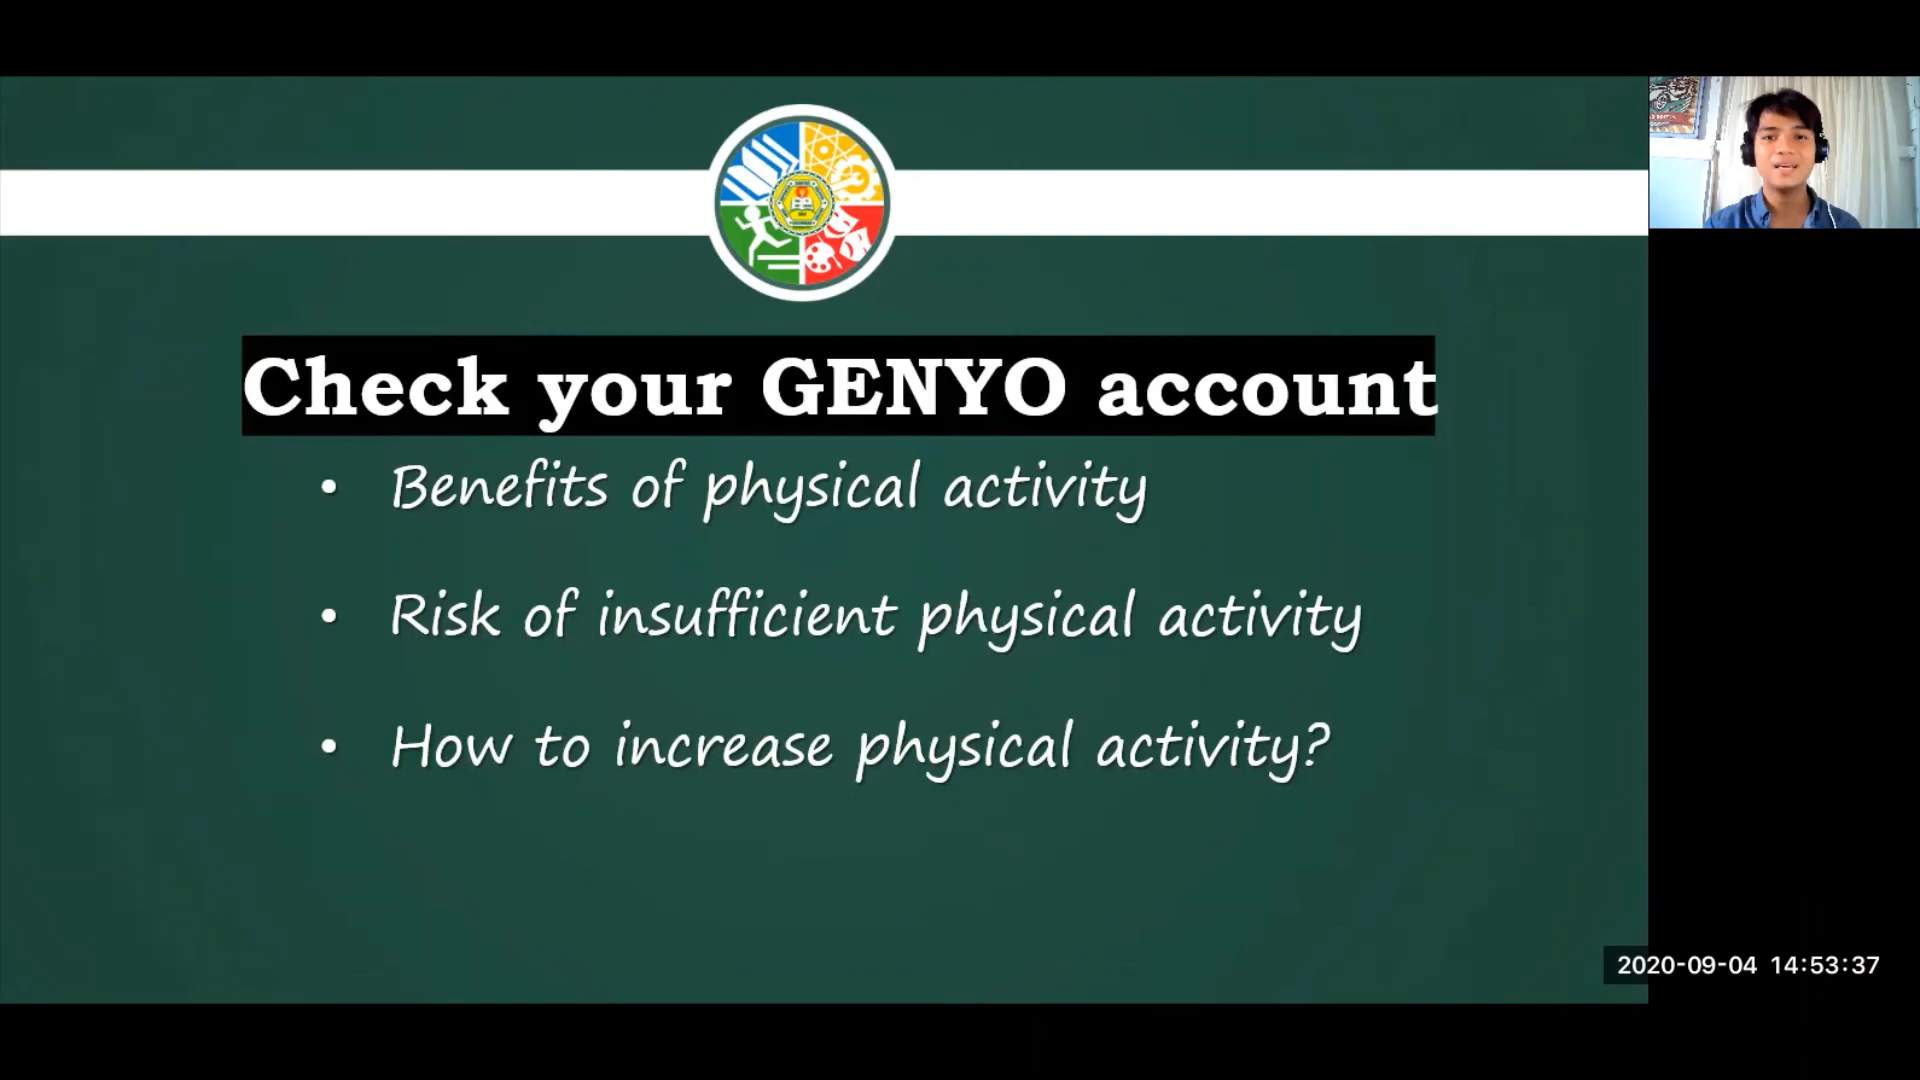 Check your GENYO account
• Benefits of physical activity
• Risk of insufficient physical activity
• How to increase physical activity?
2020-09-04 14:53:37